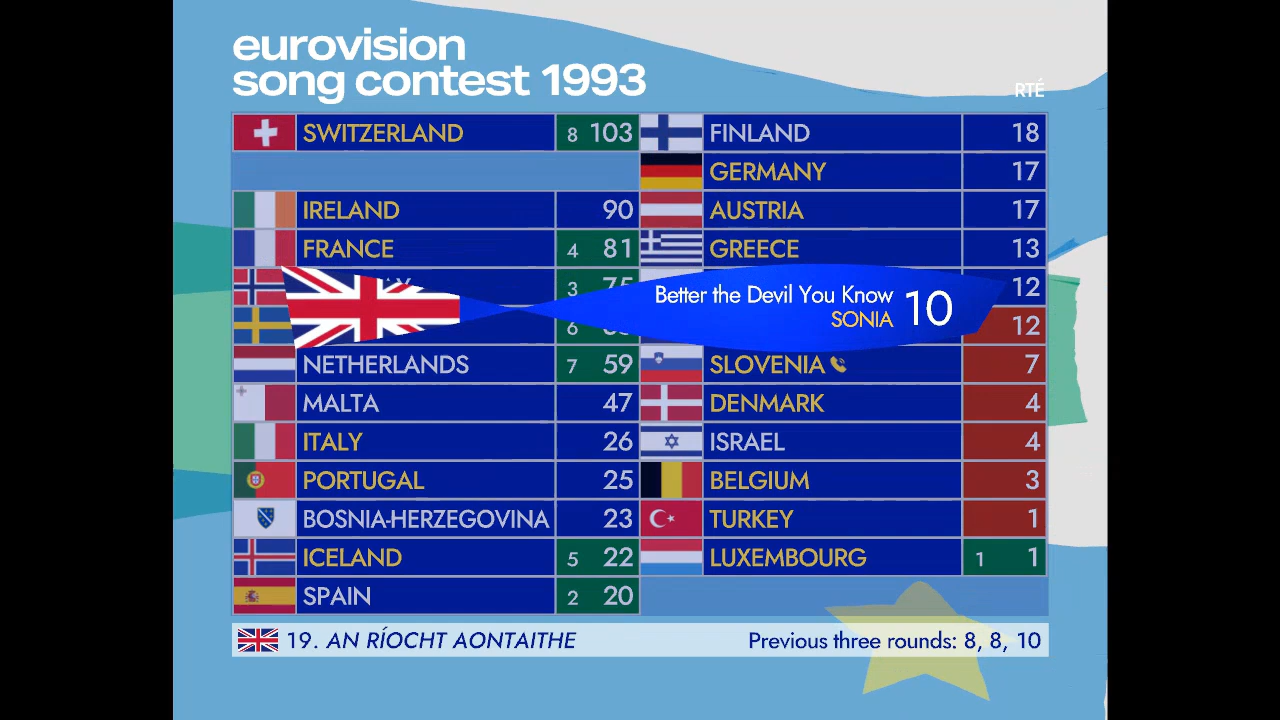 eurovision
song contest 1993
RTÉ
SWITZERLAND 8 103
IRELAND 90
FRANCE 4 81
3
6
NETHERLANDS 7 59
MALTA 47
ITALY 26
PORTUGAL 25
BOSNIA-HERZEGOVINA 23
ICELAND 5 22
SPAIN 2 20
FINLAND 18
GERMANY 17
AUSTRIA 17
GREECE 13
12
12
SLOVENIA 7
DENMARK 4
ISRAEL 4
BELGIUM 3
TURKEY 1
LUXEMBOURG 1 1
Better the Devil You Know
SONIA
10
19. AN RÍOCHT AONTAITHE Previous three rounds: 8, 8, 10